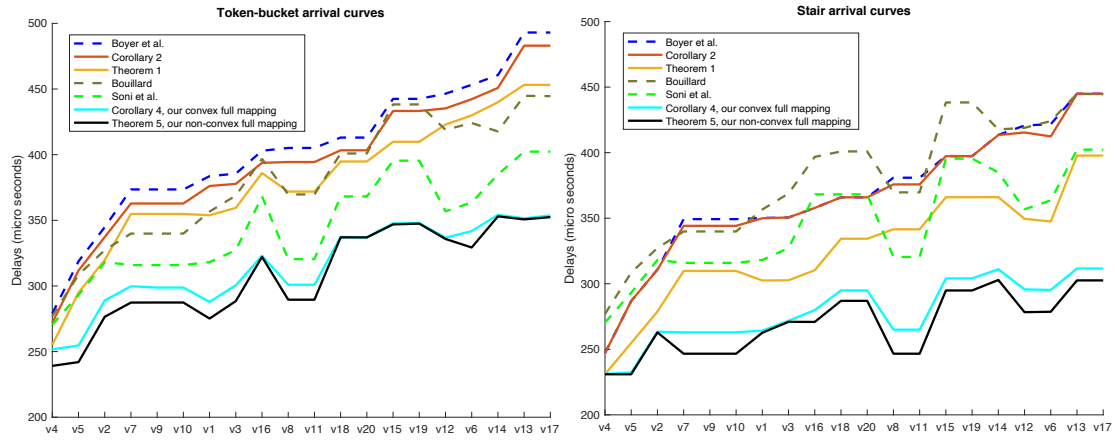 Token-bucket arrival curves
500
450
400
350
300
250
200
Delays (micro seconds)
Boyer et al.
Corollary 2
Theorem 1
Bouillard
Soni et al.
Corollary 4, our convex full mapping
Theorem 5, our non-convex full mapping
v4 v5 v2 v7 v9 v10 v1 v3 v16 v8 v11 v18 v20 v15 v19 v12 v6 v14 v13 v17
Stair arrival curves
500
450
400
350
300
250
200
Delays (micro seconds)
Boyer et al.
Corollary 2
Theorem 1
Bouillard
Soni et al.
Corollary 4, our convex full mapping
Theorem 5, our non-convex full mapping
v4 v5 v2 v7 v9 v10 v1 v3 v16 v18 v20 v8 v11 v15 v19 v14 v12 v6 v13 v17